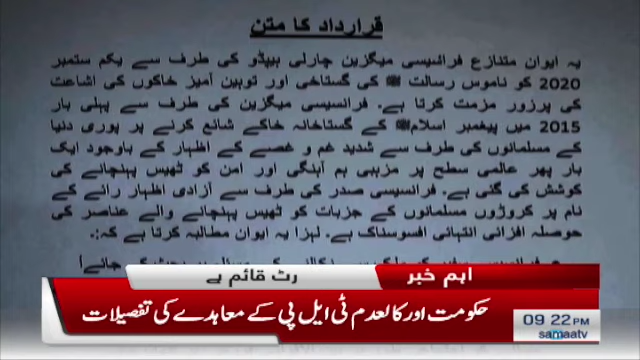 قرارداد کا متن
یہ ایوان متنازع فرانسیسی میگزین چارلی ہیبڈو کی طرف سے یکم ستمبر
2020 کو ناموس رسالت ﷺ کی گستاخی اور توہین آمیز خاکوں کی اشاعت
کی پرزور مزمت کرتا ہے۔ فرانسیسی میگزین کی طرف سے پہلی بار
2015 میں پیغمبر اسلامﷺ کے گستاخانہ خاکے شائع کرنے پر پوری دنیا
کے مسلمانوں کی طرف سے شدید غم و غصے کے اظہار کے باوجود ایک
بار پھر عالمی سطح پر مزہبی ہم آہنگی اور امن کو ٹھیس پہنچانے کی
کوشش کی گئی ہے۔ فرانسیسی صدر کی طرف سے آزادی اظہار رائے کے
نام پر کروڑوں مسلمانوں کے جزبات کو ٹھیس پہنچانے والے عناصر کی
حوصلہ افزائی انتہائی افسوسناک ہے۔ لہزا یہ ایوان مطالبہ کرتا ہے کہ:۔
اہم خبر
رٹ قائم ہے
حکومت اور کالعدم ٹی ایل پی کے معاہدے کی تفصیلات
09 22 PM
samaatv